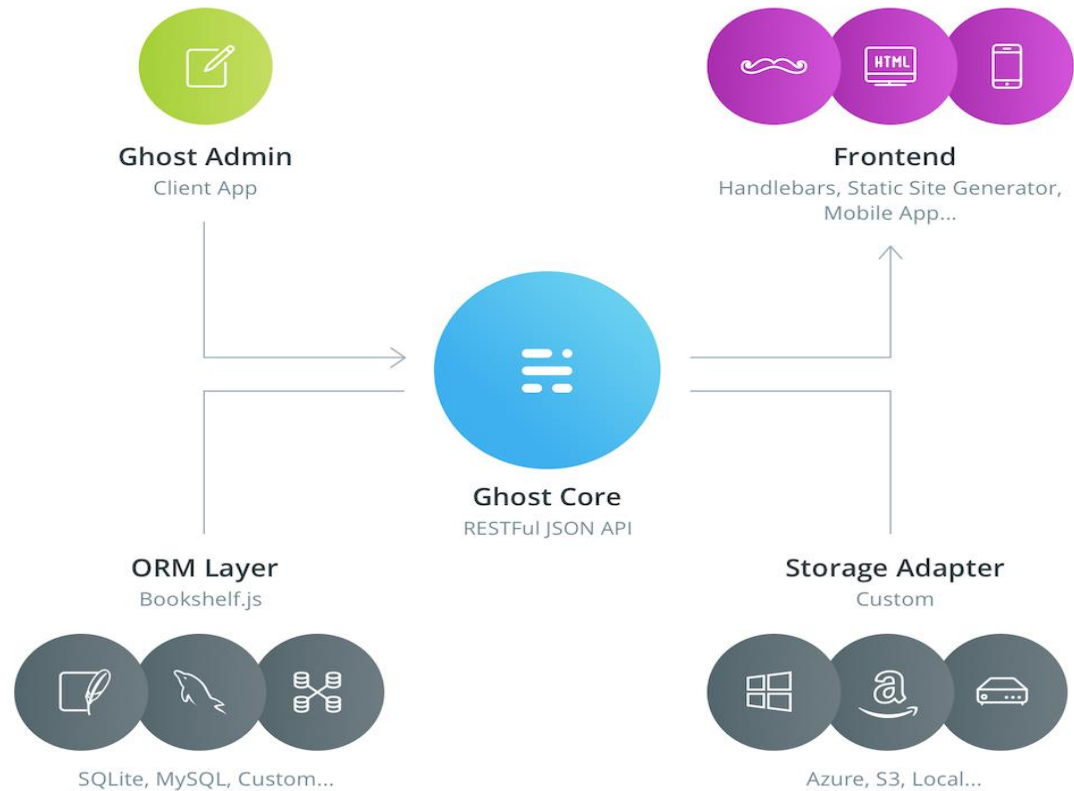 Ghost Admin
Client App
HTML
Frontend
Handlebars, Static Site Generator,
Mobile App...
Ghost Core
RESTFul JSON API
ORM Layer
Bookshelf.js
SQLite, MySQL, Custom...
Storage Adapter
Custom
a
Azure, S3, Local...